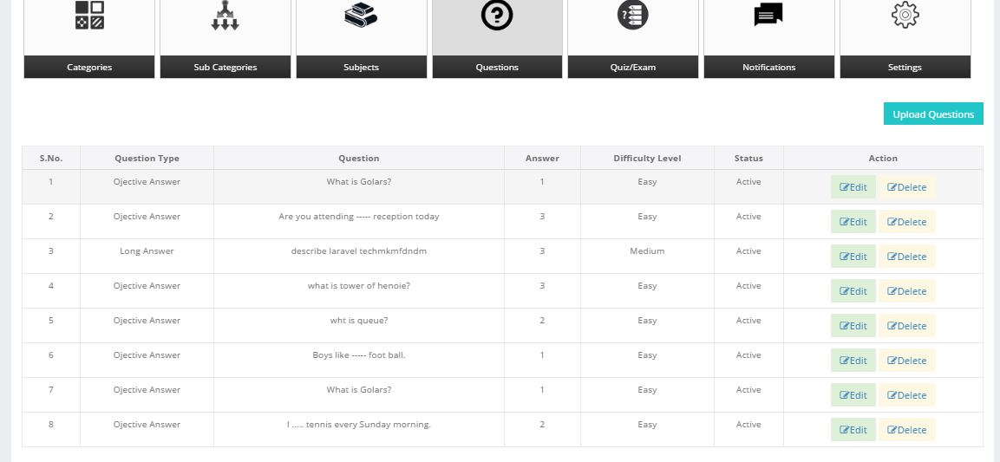 Categories Sub Categories Subjects Questions Quiz/Exam Notifications Settings
Upload Questions
S.No. Question Type Question Answer Difficulty Level Status Action
1 Ojective Answer What is Golars? 1 Easy Active Edit Delete
2 Ojective Answer Are you attending ----- reception today 3 Easy Active Edit Delete
3 Long Answer describe laravel techmkmfdndm 3 Medium Active Edit Delete
4 Ojective Answer what is tower of henoie? 3 Easy Active Edit Delete
5 Ojective Answer wht is queue? 2 Easy Active Edit Delete
6 Ojective Answer Boys like ----- foot ball. 1 Easy Active Edit Delete
7 Ojective Answer What is Golars? 1 Easy Active Edit Delete
8 Ojective Answer I ..... tennis every Sunday morning. 2 Easy Active Edit Delete